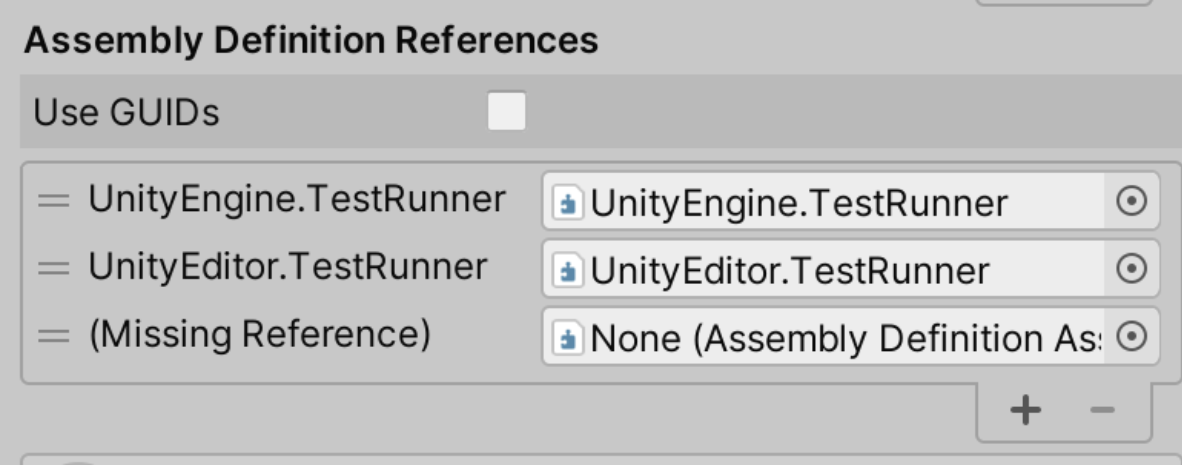 Assembly Definition References
Use GUIDs
UnityEngine.TestRunner UnityEngine.TestRunner
UnityEditor.TestRunner UnityEditor.TestRunner
(Missing Reference) None (Assembly Definition As